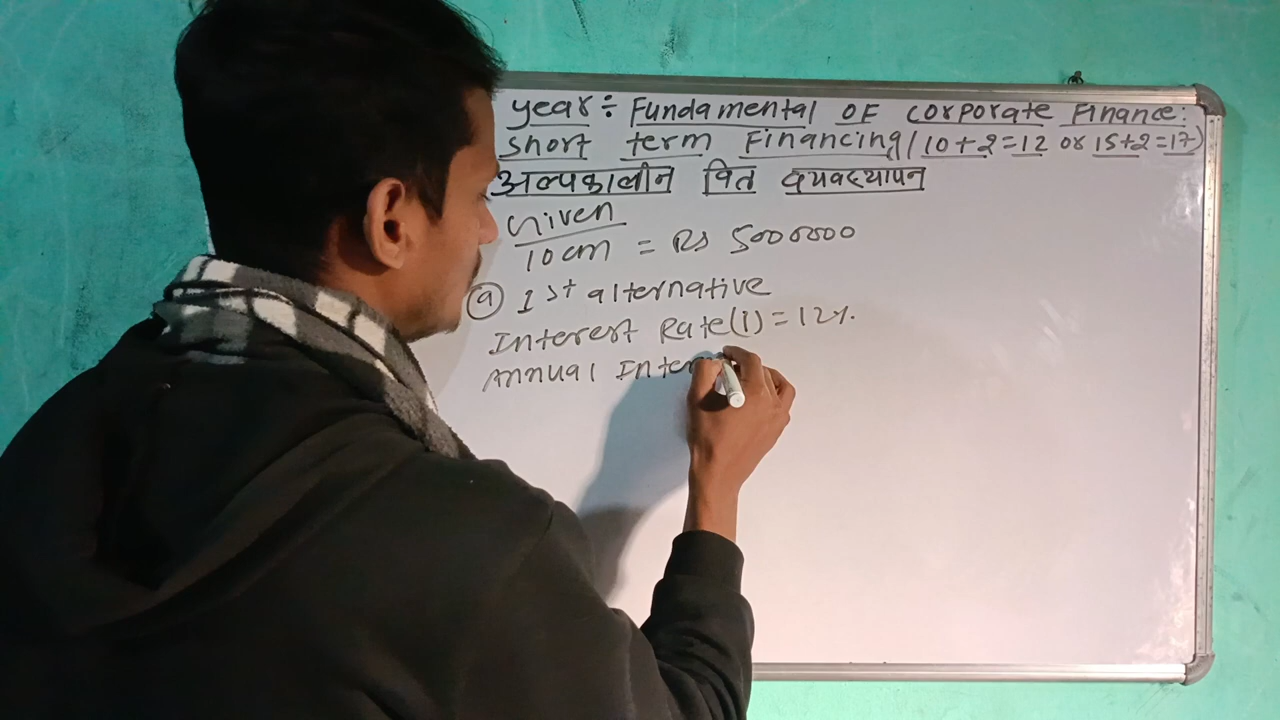 year ÷ Fundamental OF Corporate Finance:
short term Financing (10+2=12 or 15+2=17)
अल्पकालीन वित व्यवस्थापन
Given
10cm = Rs 5000000
(a) 1st alternative
Interest Rate(I) = 12%.
Annual Inter